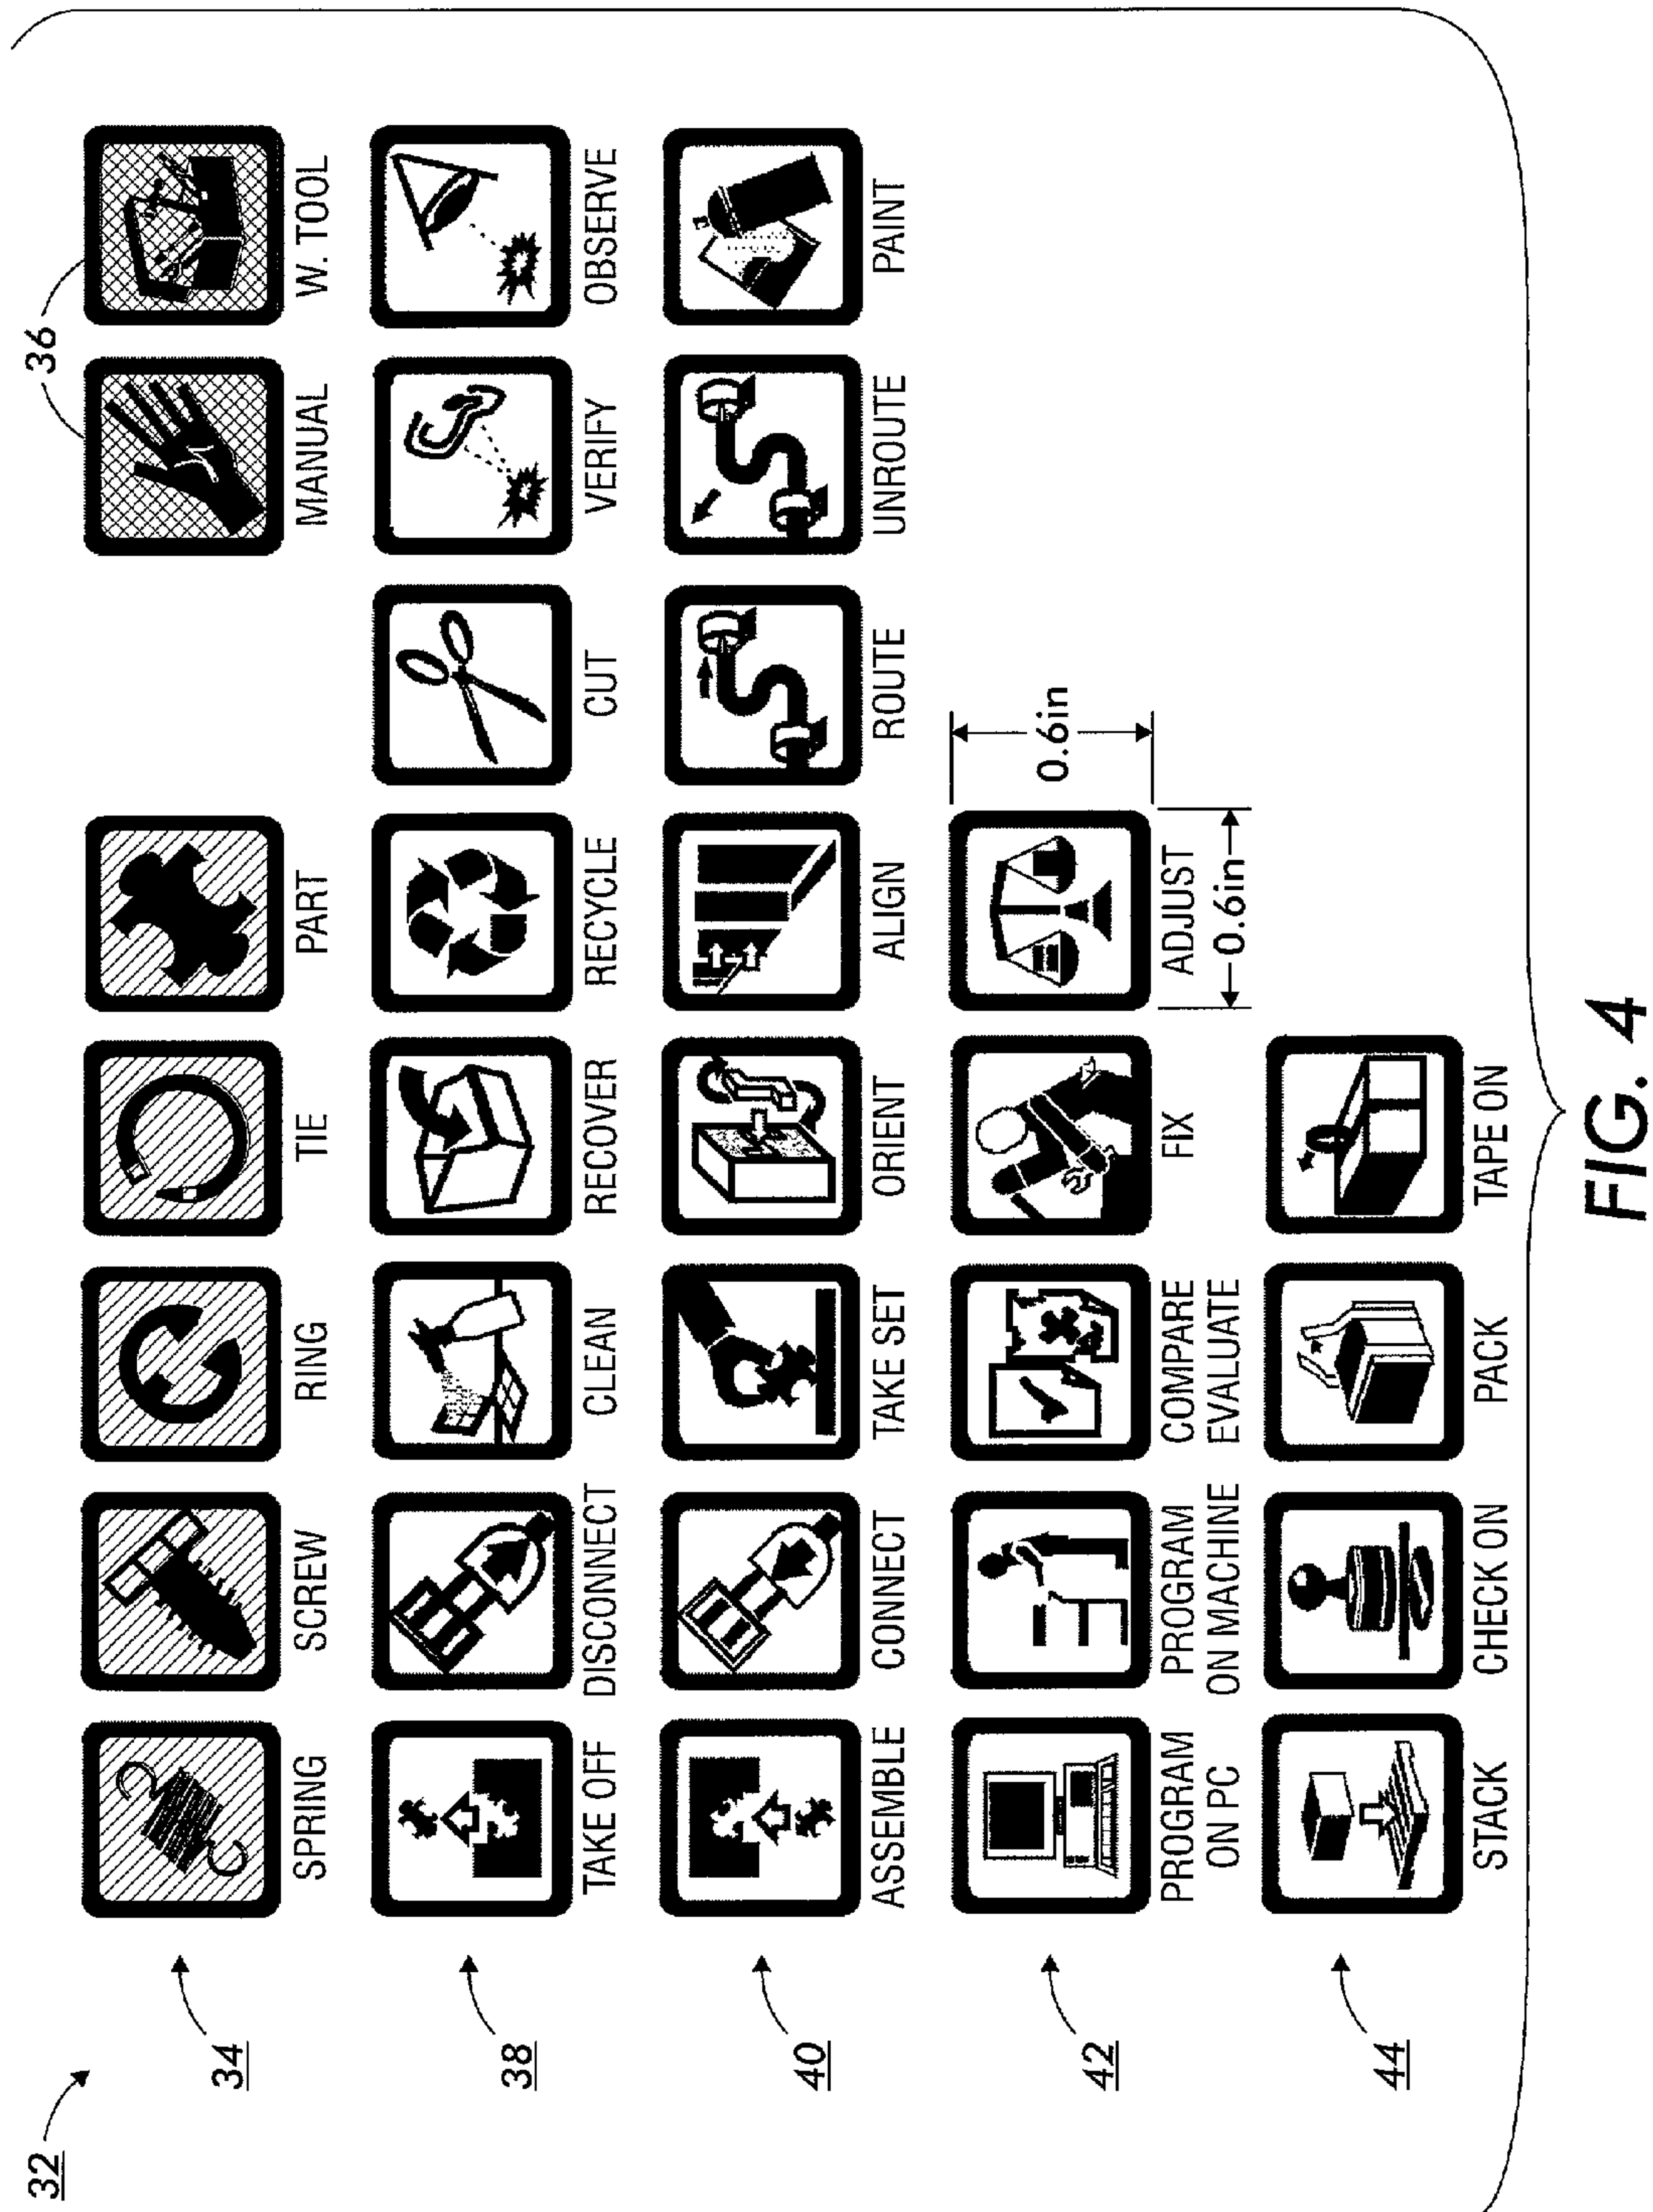 32
36
34
SPRING
SCREW
RING
TIE
PART
MANUAL
W. TOOL
38
TAKE OFF
DISCONNECT
CLEAN
RECOVER
RECYCLE
CUT
VERIFY
OBSERVE
40
ASSEMBLE
CONNECT
TAKE SET
ORIENT
ALIGN
ROUTE
UNROUTE
PAINT
42
PROGRAM
ON PC
PROGRAM
ON MACHINE
COMPARE
EVALUATE
FIX
ADJUST
0.6in
0.6in
44
STACK
CHECK ON
PACK
TAPE ON
FIG. 4